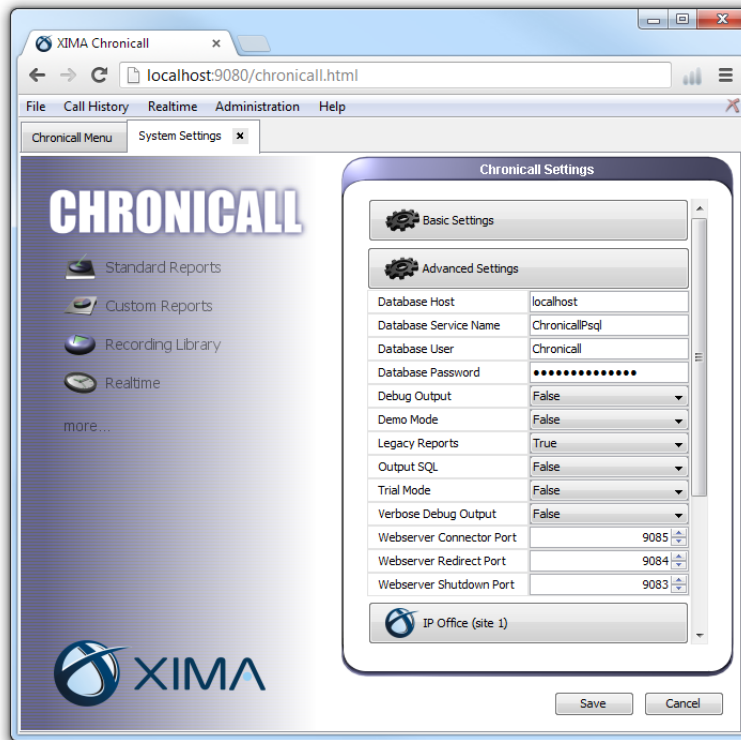 XIMA Chronicall
localhost:9080/chronicall.html
File Call History Realtime Administration Help
Chronicall Menu System Settings
CHRONICALL
Standard Reports
Custom Reports
Recording Library
Realtime
more...
XIMA
Chronicall Settings
Basic Settings
Advanced Settings
Database Host localhost
Database Service Name ChronicallPsql
Database User Chronicall
Database Password ••••••••••••••
Debug Output False
Demo Mode False
Legacy Reports True
Output SQL False
Trial Mode False
Verbose Debug Output False
Webserver Connector Port 9085
Webserver Redirect Port 9084
Webserver Shutdown Port 9083
IP Office (site 1)
Save Cancel